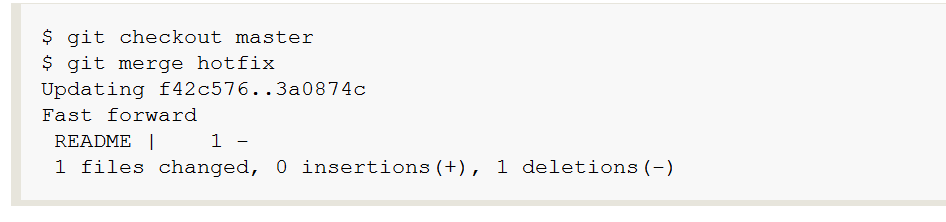 $ git checkout master
$ git merge hotfix
Updating f42c576..3a0874c
Fast forward
 README |    1 -
 1 files changed, 0 insertions(+), 1 deletions(-)